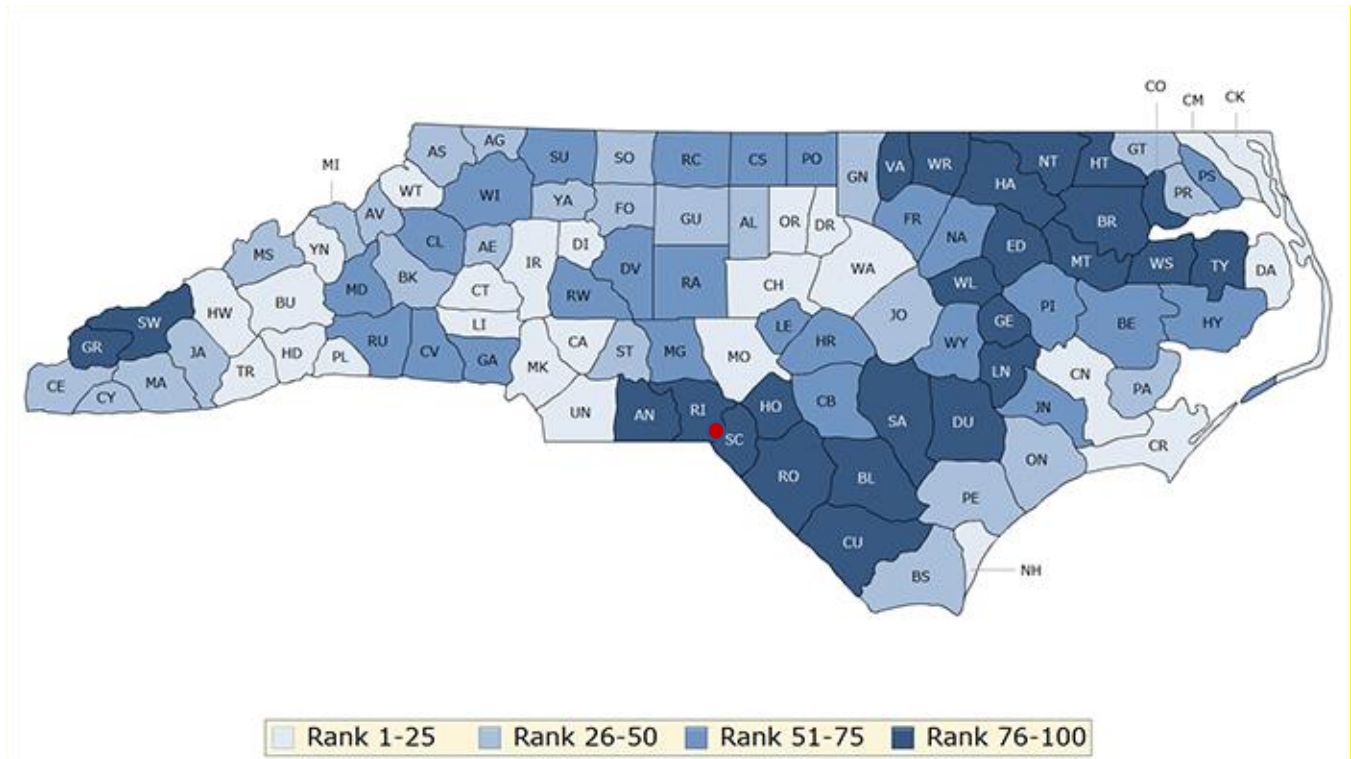 CO
CM
CK
AS
AG
SU
SO
RC
CS
PO
GN
VA
WR
NT
HT
GT
MI
WT
WI
YA
FO
GU
AL
OR
DR
FR
HA
BR
PR
PS
AV
YN
MS
CL
AE
IR
DI
DV
RA
CH
WA
NA
ED
MT
WS
TY
DA
MD
BK
CT
RW
WL
BU
HW
SW
GR
LI
LE
HR
JO
WY
GE
PI
BE
HY
RU
CV
GA
MK
CA
ST
MG
MO
LN
CN
PA
JA
TR
HD
PL
CE
CY
MA
UN
AN
RI
HO
CB
SA
DU
JN
SC
CR
ON
RO
BL
PE
CU
BS
NH
Rank 1-25 Rank 26-50 Rank 51-75 Rank 76-100